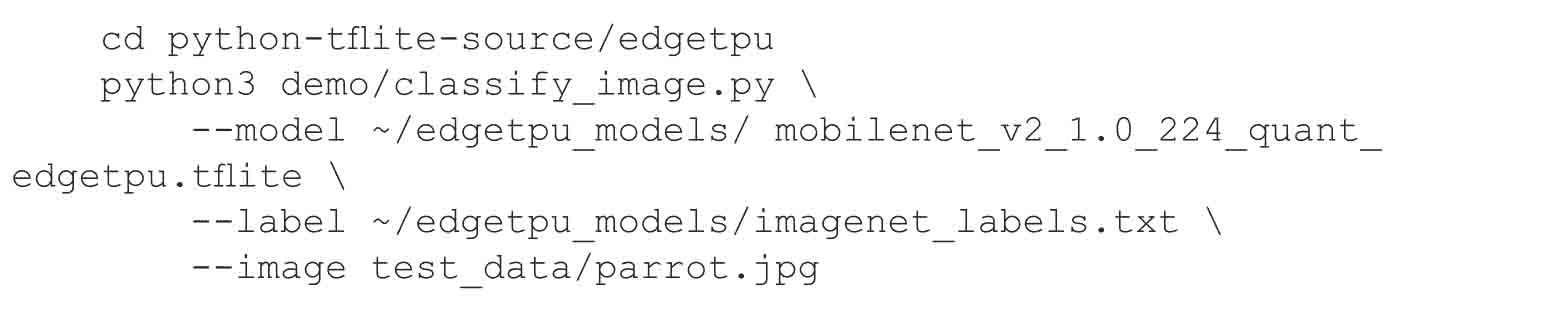 cd python-tflite-source/edgetpu
python3 demo/classify_image.py \
--model ~/edgetpu_models/ mobilenet_v2_1.0_224_quant_
edgetpu.tflite \
--label ~/edgetpu_models/imagenet_labels.txt \
--image test_data/parrot.jpg